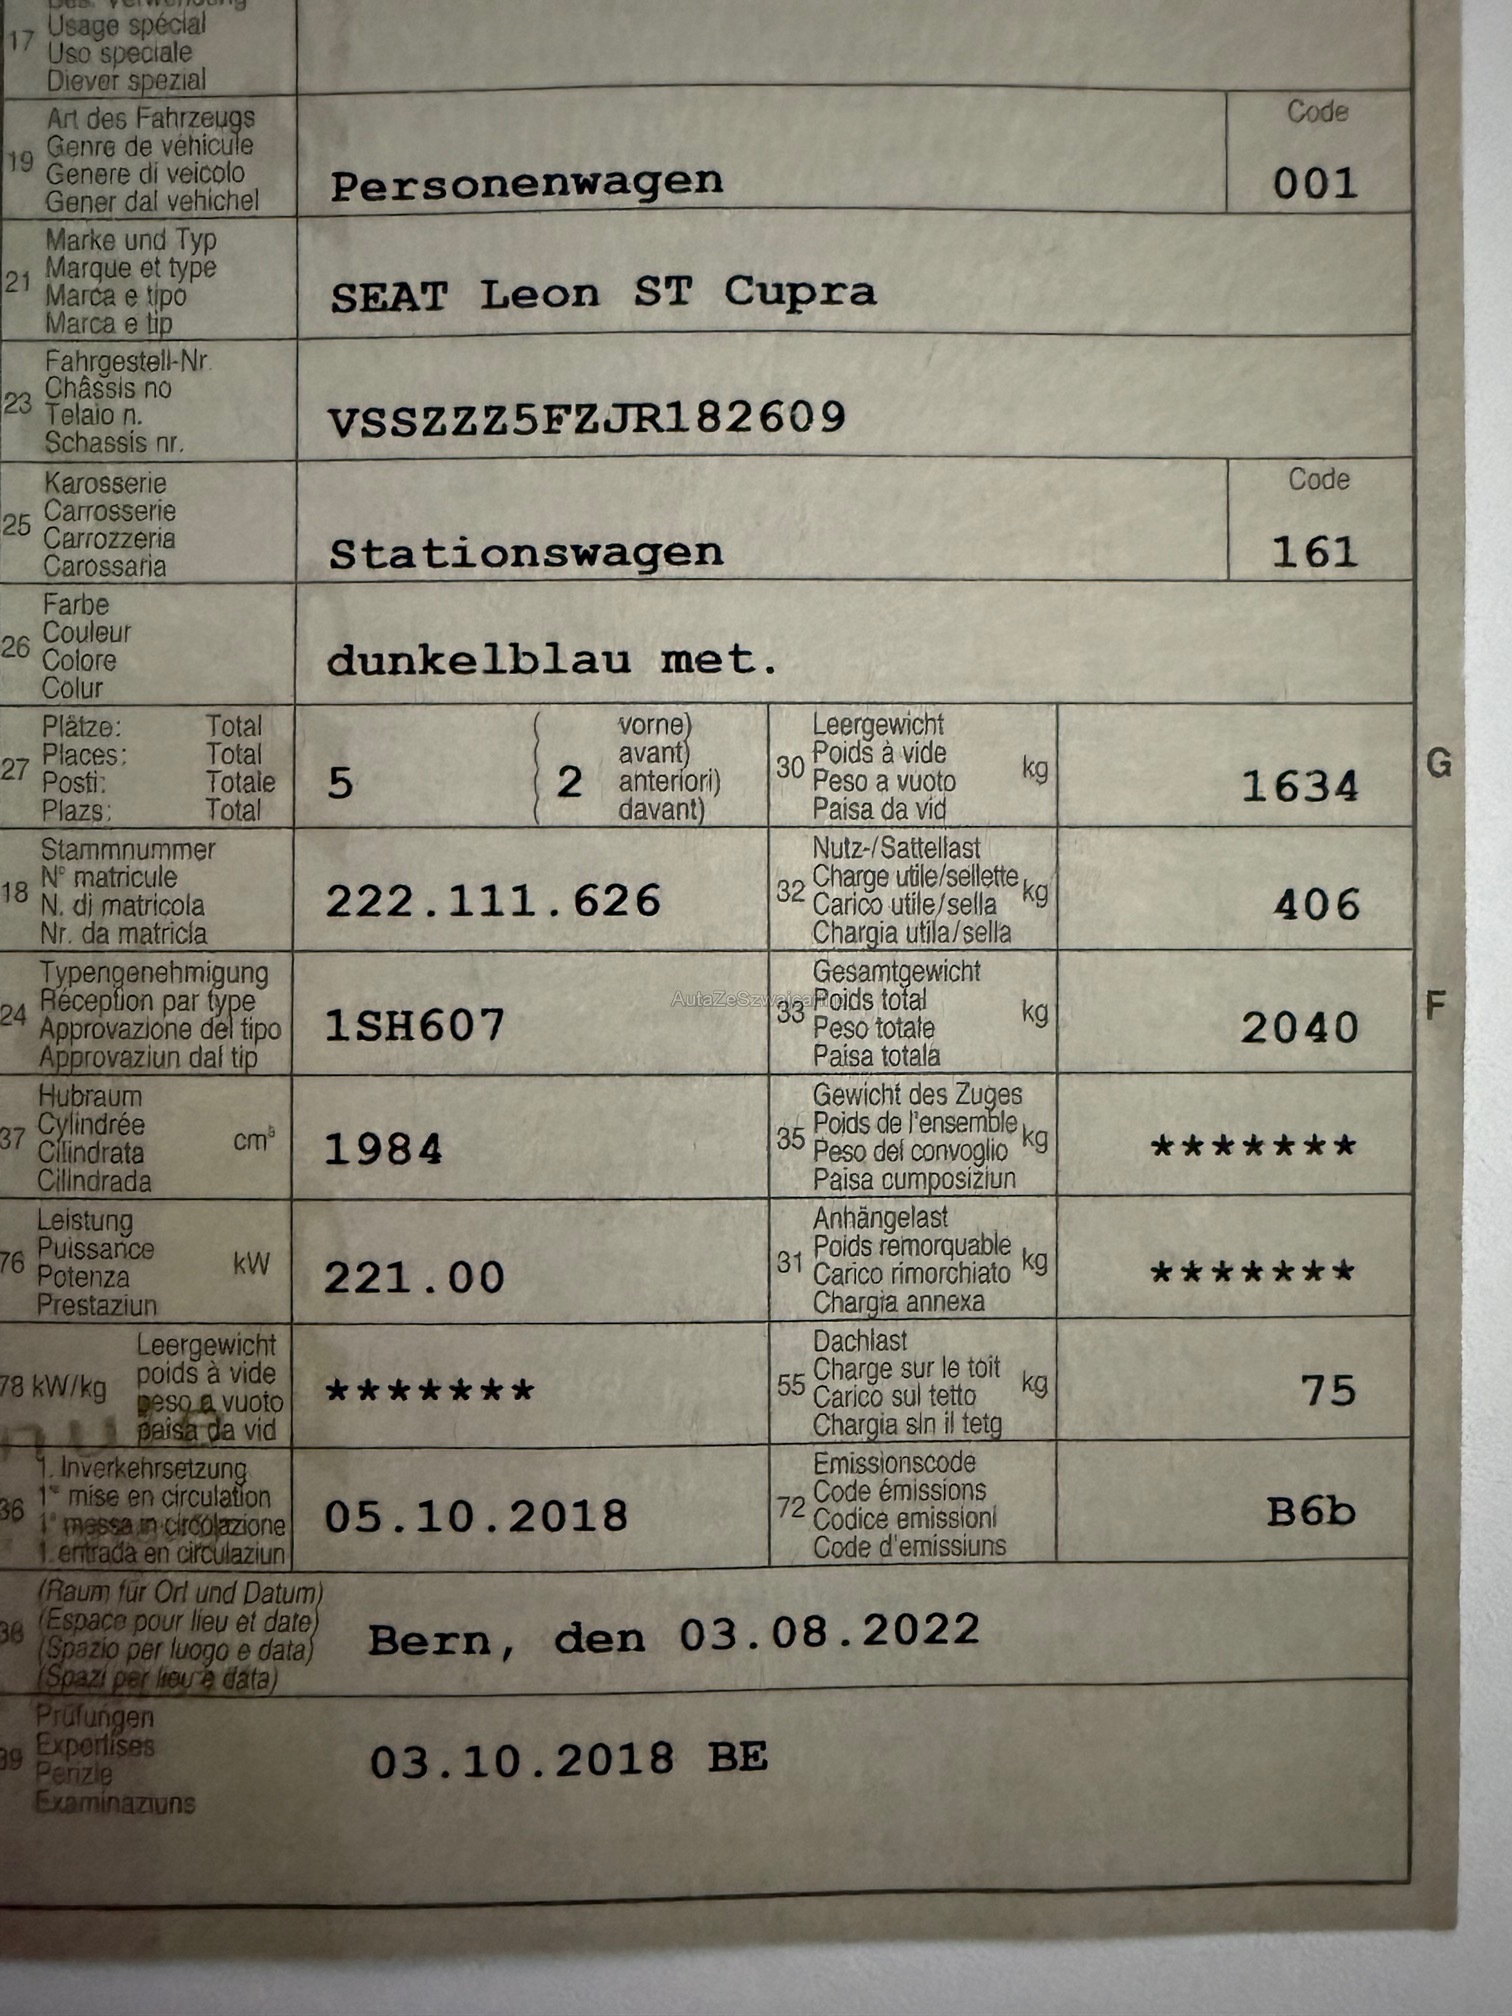 Bes. Verwendung
17 Usage spécial
Uso speciale
Diever spezial
Art des Fahrzeugs Code
19 Genre de véhicule
Genere di veicolo
Gener dal vehichel
Personenwagen 001
Marke und Typ
21 Marque et type
Marca e tipo
Marca e tip
SEAT Leon ST Cupra
Fahrgestell-Nr.
23 Châssis no
Telaio n.
Schassis nr.
VSSZZZ5FZJR182609
Karosserie Code
25 Carrosserie
Carrozzeria
Carossaria
Stationswagen 161
Farbe
26 Couleur
Colore
Colur
dunkelblau met.
27 Plätze: Total
Places: Total
Posti: Totale
Plazs: Total
5 ( 2 vorne)
avant)
anteriori)
davant)
30 Leergewicht
Poids à vide kg
Peso a vuoto
Paisa da vid
1634 G
18 Stammnummer
N° matricule
N. di matricola
Nr. da matricla
222.111.626
32 Nutz-/Sattellast
Charge utile/sellette kg
Carico utile/sella
Chargia utila/sella
406
24 Typengenehmigung
Réception par type
Approvazione del tipo
Approvaziun dal tip
1SH607
33 Gesamtgewicht
Poids total kg
Peso totale
Paisa totala
2040 F
37 Hubraum
Cylindrée cm³
Cilindrata
Cilindrada
1984
35 Gewicht des Zuges
Poids de l'ensemble kg
Peso del convoglio
Paisa cumposiziun
*******
76 Leistung
Puissance kW
Potenza
Prestaziun
221.00
31 Anhängelast
Poids remorquable kg
Carico rimorchiato
Chargia annexa
*******
78 kW/kg Leergewicht
poids à vide
peso a vuoto
paisa da vid
*******
55 Dachlast
Charge sur le toit kg
Carico sul tetto
Chargia sin il tetg
75
36 1. Inverkehrsetzung
1re mise en circulation
1a messa in circolazione
1. entrada en circulaziun
05.10.2018
72 Emissionscode
Code émissions
Codice emissioni
Code d'emissiuns
B6b
38 (Raum für Ort und Datum)
(Espace pour lieu et date)
(Spazio per luogo e data)
(Spazi per lieu e data)
Bern, den 03.08.2022
39 Prüfungen
Expertises
Perizie
Examinaziuns
03.10.2018 BE